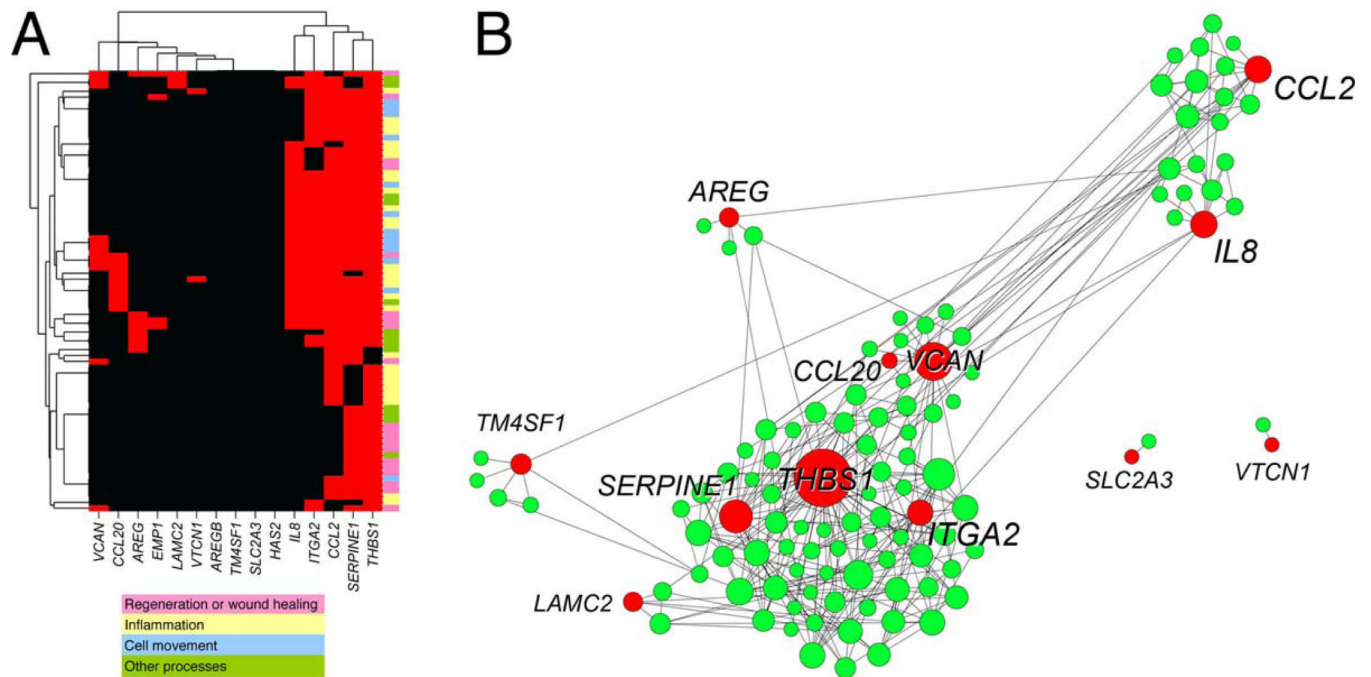 A
VCAN
CCL20
AREG
EMP1
LAMC2
VTCN1
AREGB
TM4SF1
SLC2A3
HAS2
IL8
ITGA2
CCL2
SERPINE1
THBS1
Regeneration or wound healing
Inflammation
Cell movement
Other processes
B
CCL2
AREG
IL8
CCL20
VCAN
TM4SF1
SERPINE1
THBS1
ITGA2
SLC2A3
VTCN1
LAMC2